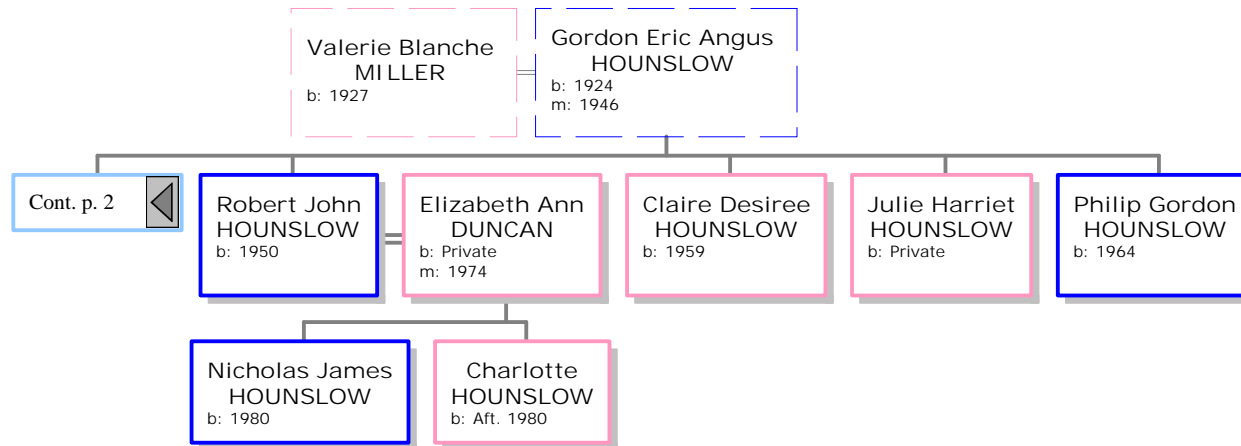 Valerie Blanche
MILLER
b: 1927
Gordon Eric Angus
HOUNSLOW
b: 1924
m: 1946
Cont. p. 2
Robert John
HOUNSLOW
b: 1950
Elizabeth Ann
DUNCAN
b: Private
m: 1974
Claire Desiree
HOUNSLOW
b: 1959
Julie Harriet
HOUNSLOW
b: Private
Philip Gordon
HOUNSLOW
b: 1964
Nicholas James
HOUNSLOW
b: 1980
Charlotte
HOUNSLOW
b: Aft. 1980